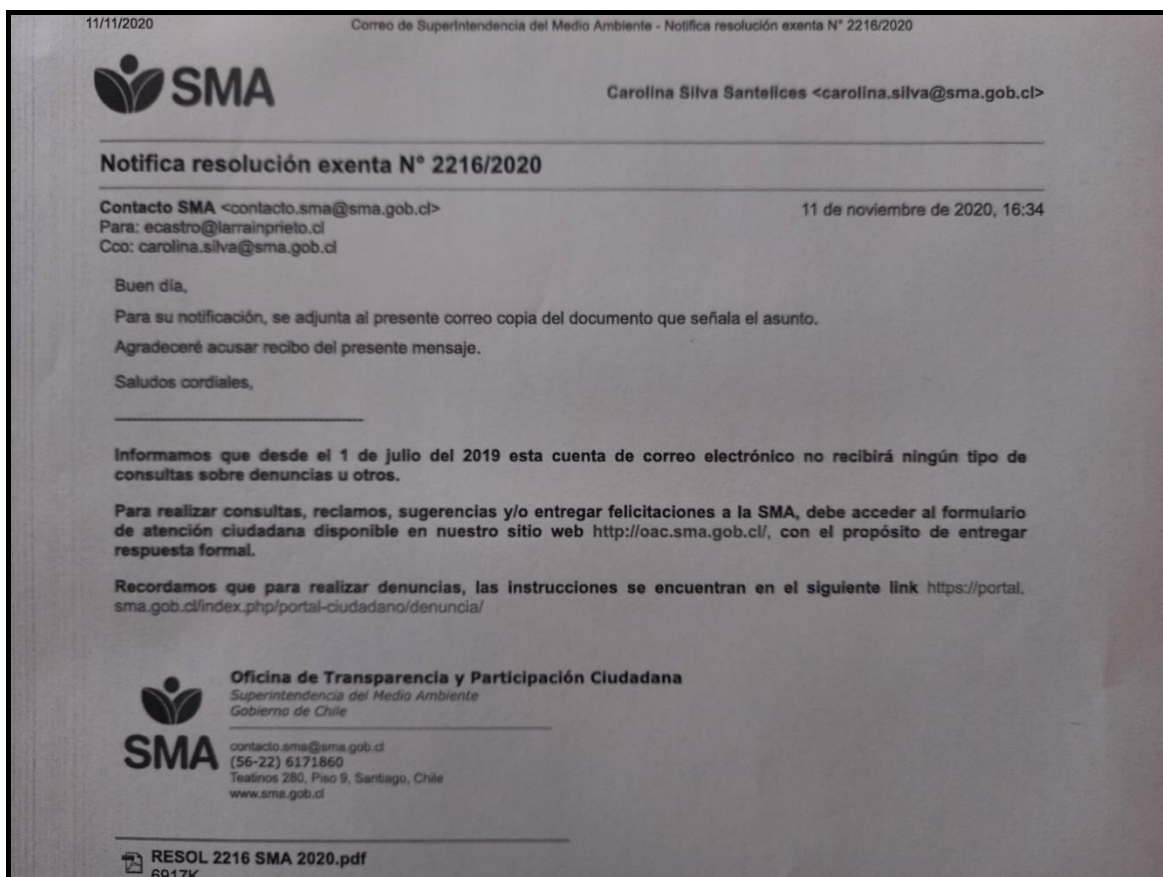 11/11/2020
Correo de Superintendencia del Medio Ambiente - Notifica resolución exenta N° 2216/2020
SMA
Carolina Silva Santelices <carolina.silva@sma.gob.cl>
Notifica resolución exenta N° 2216/2020
Contacto SMA <contacto.sma@sma.gob.cl>
11 de noviembre de 2020, 16:34
Para: ecastro@larrainprieto.cl
Cco: carolina.silva@sma.gob.cl
Buen día,
Para su notificación, se adjunta al presente correo copia del documento que señala el asunto.
Agradeceré acusar recibo del presente mensaje.
Saludos cordiales,
Informamos que desde el 1 de julio del 2019 esta cuenta de correo electrónico no recibirá ningún tipo de
consultas sobre denuncias u otros.
Para realizar consultas, reclamos, sugerencias y/o entregar felicitaciones a la SMA, debe acceder al formulario
de atención ciudadana disponible en nuestro sitio web http://oac.sma.gob.cl/, con el propósito de entregar
respuesta formal.
Recordamos que para realizar denuncias, las instrucciones se encuentran en el siguiente link https://portal.
sma.gob.cl/index.php/portal-ciudadano/denuncia/
Oficina de Transparencia y Participación Ciudadana
Superintendencia del Medio Ambiente
Gobierno de Chile
SMA
contacto.sma@sma.gob.cl
(56-22) 6171860
Teatinos 280, Piso 9, Santiago, Chile
www.sma.gob.cl
RESOL 2216 SMA 2020.pdf
6917K